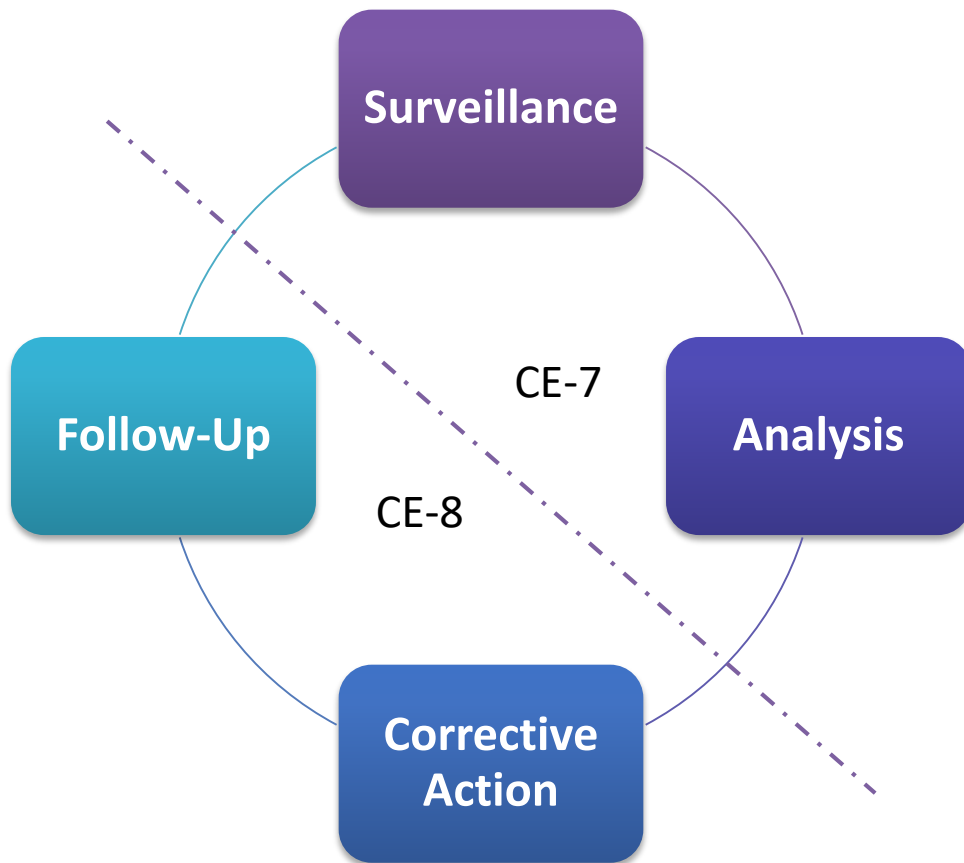 Surveillance
CE-7
Analysis
Follow-Up
CE-8
Corrective
Action